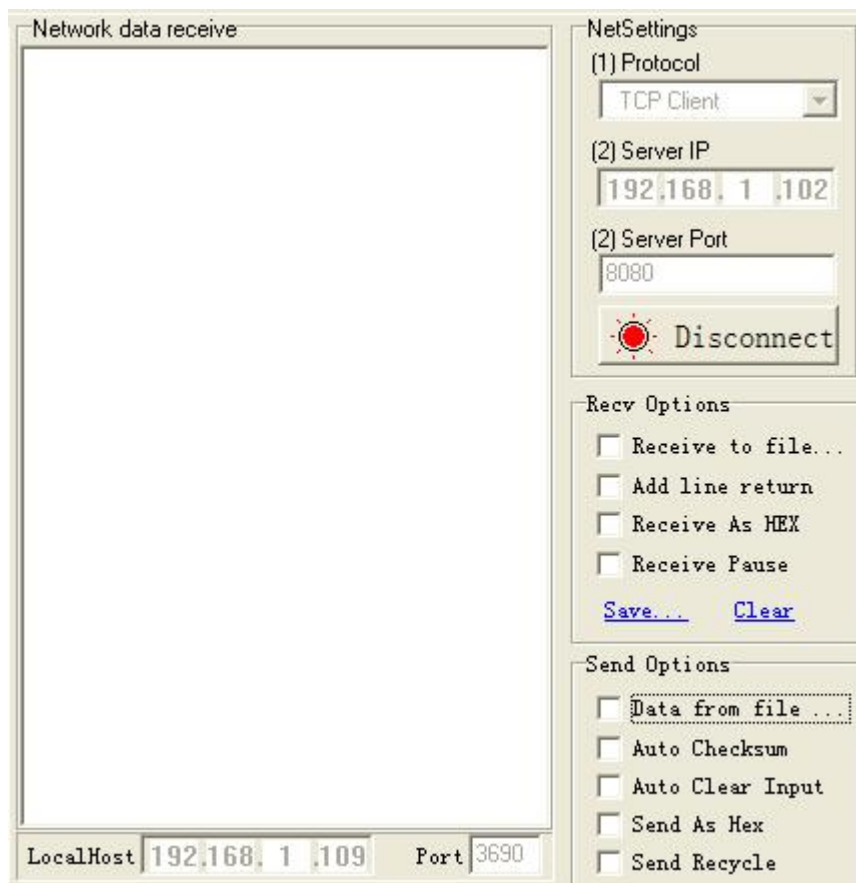 Network data receive
NetSettings
(1) Protocol
TCP Client
(2) Server IP
192.168. 1 .102
(2) Server Port
8080
Disconnect
Recv Options
Receive to file...
Add line return
Receive As HEX
Receive Pause
Save... Clear
Send Options
Data from file ...
Auto Checksum
Auto Clear Input
Send As Hex
Send Recycle
LocalHost 192.168. 1 .109 Port 3690